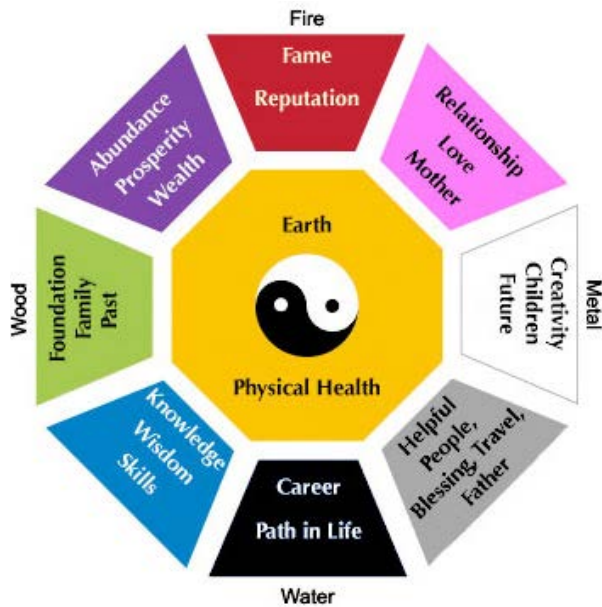 Fire
Fame
Reputation
Abundance
Prosperity
Wealth
Relationship
Love
Mother
Wood
Foundation
Family
Past
Earth
Physical Health
Creativity
Children
Future
Metal
Knowledge
Wisdom
Skills
Career
Path in Life
Helpful
People,
Blessing, Travel,
Father
Water